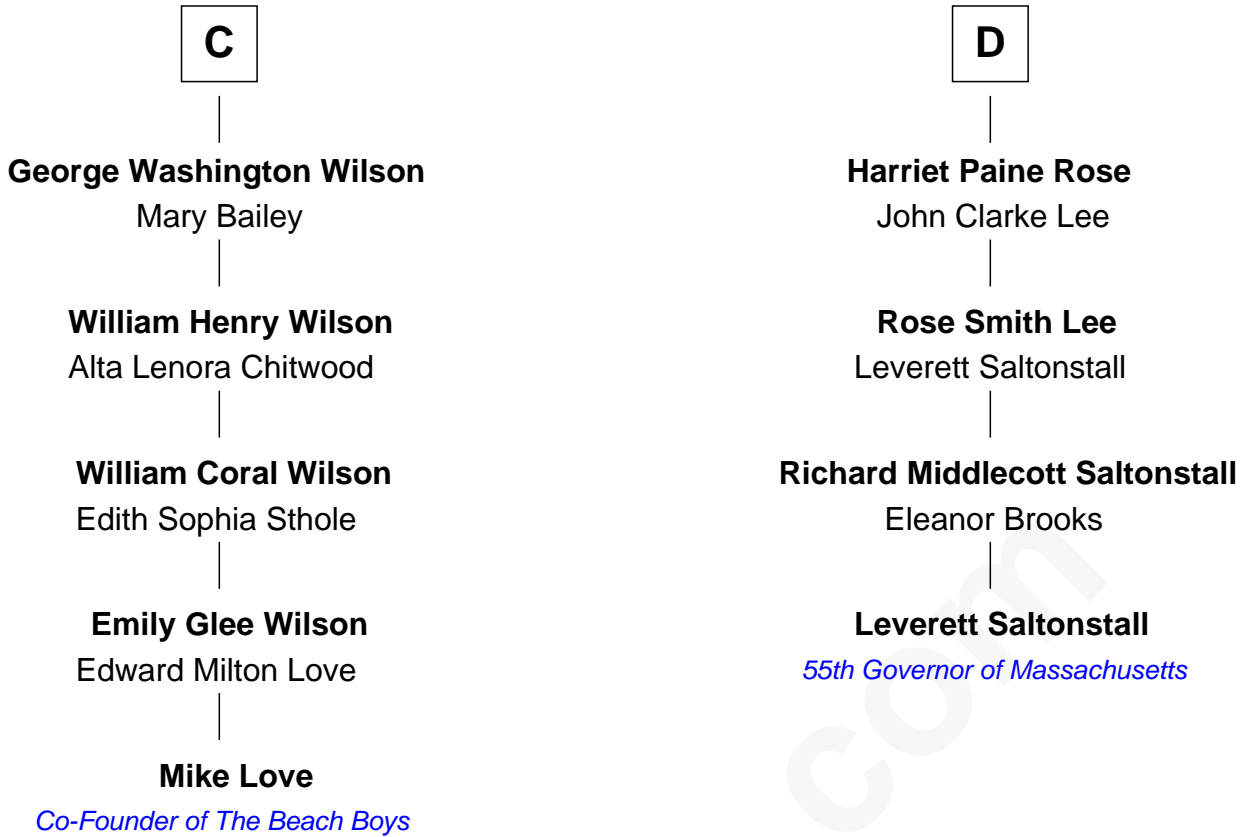 C
George Washington Wilson
Mary Bailey
William Henry Wilson
Alta Lenora Chitwood
William Coral Wilson
Edith Sophia Sthole
Emily Glee Wilson
Edward Milton Love
Mike Love
Co-Founder of The Beach Boys
D
Harriet Paine Rose
John Clarke Lee
Rose Smith Lee
Leverett Saltonstall
Richard Middlecott Saltonstall
Eleanor Brooks
Leverett Saltonstall
55th Governor of Massachusetts
com